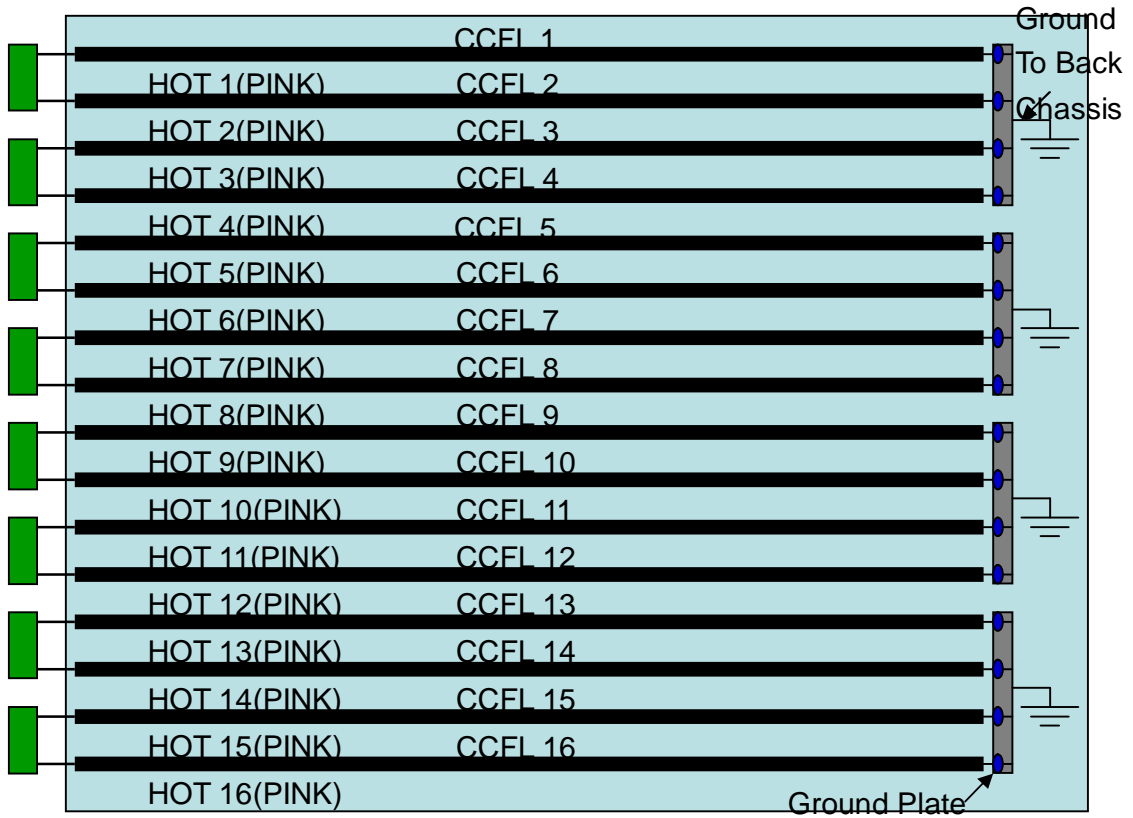 Ground
CCFL 1
To Back
HOT 1(PINK) CCFL 2
Chassis
HOT 2(PINK) CCFL 3
HOT 3(PINK) CCFL 4
HOT 4(PINK) CCFL 5
HOT 5(PINK) CCFL 6
HOT 6(PINK) CCFL 7
HOT 7(PINK) CCFL 8
HOT 8(PINK) CCFL 9
HOT 9(PINK) CCFL 10
HOT 10(PINK) CCFL 11
HOT 11(PINK) CCFL 12
HOT 12(PINK) CCFL 13
HOT 13(PINK) CCFL 14
HOT 14(PINK) CCFL 15
HOT 15(PINK) CCFL 16
HOT 16(PINK)
Ground Plate